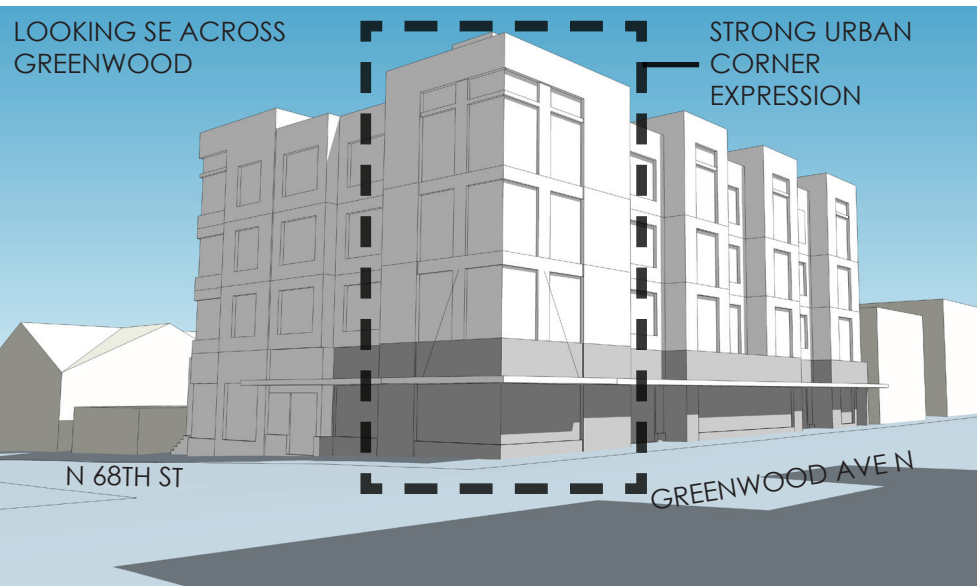 LOOKING SE ACROSS
GREENWOOD
STRONG URBAN
CORNER
EXPRESSION
N 68TH ST
GREENWOOD AVE N